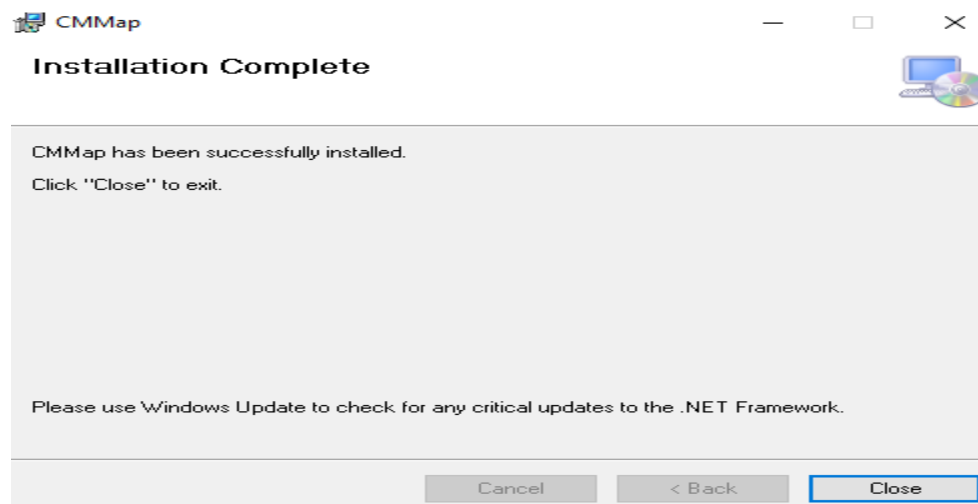 CMMap
Installation Complete
CMMap has been successfully installed.
Click "Close" to exit.
Please use Windows Update to check for any critical updates to the .NET Framework.
Cancel
< Back
Close